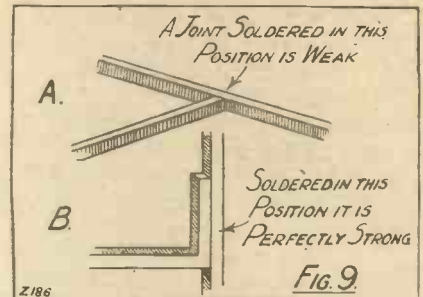 A JOINT SOLDERED IN THIS
POSITION IS WEAK
A.
B.
SOLDERED IN THIS
POSITION IT IS
PERFECTLY STRONG
FIG. 9.
Z186